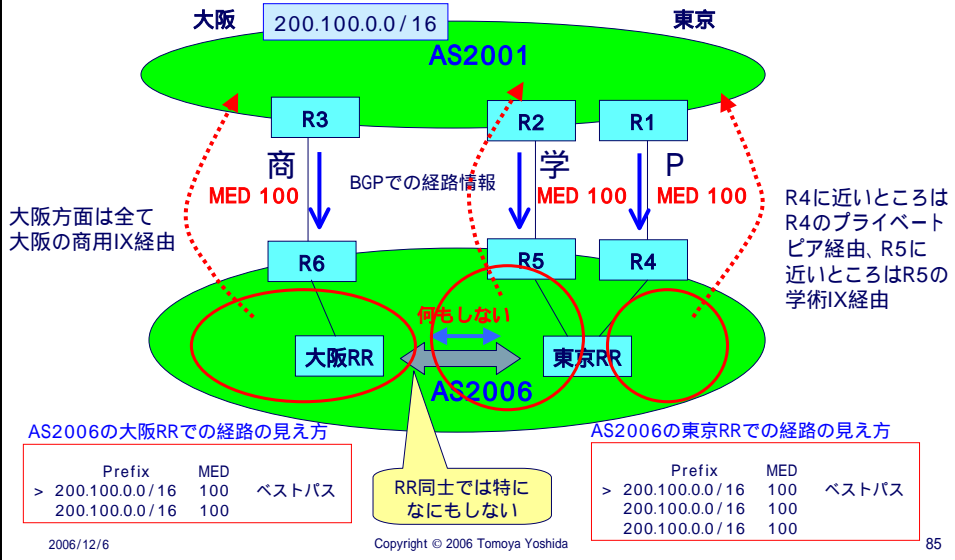 大阪
200.100.0.0/16
東京
AS2001
R3
R2
R1
商
BGPでの経路情報
学
P
MED 100
MED 100
MED 100
大阪方面は全て
大阪の商用IX経由
R4に近いところは
R4のプライベート
ピア経由、R5に
近いところはR5の
学術IX経由
R6
R5
R4
何もしない
大阪RR
東京RR
AS2006
AS2006の大阪RRでの経路の見え方
Prefix MED
> 200.100.0.0/16 100 ベストパス
200.100.0.0/16 100
RR同士では特に
なにもしない
AS2006の東京RRでの経路の見え方
Prefix MED
> 200.100.0.0/16 100 ベストパス
200.100.0.0/16 100
200.100.0.0/16 100
2006/12/6
Copyright © 2006 Tomoya Yoshida
85